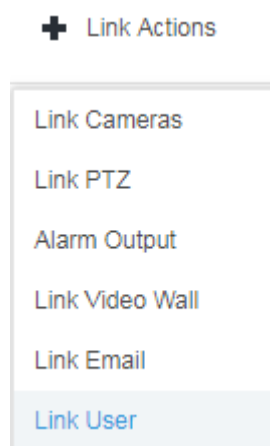 Link Actions
Link Cameras
Link PTZ
Alarm Output
Link Video Wall
Link Email
Link User